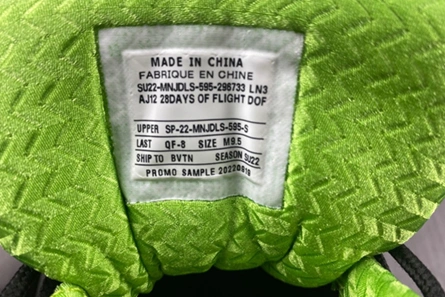 MADE IN CHINA
FABRIQUE EN CHINE
SU22-MNJDLS-595-296733 LN3
AJ12 28DAYS OF FLIGHT DOF
UPPER SP-22-MNJDLS-595-S
LAST QF-8 SIZE M9.5
SHIP TO BVTN SEASON SU22
PROMO SAMPLE 20220919